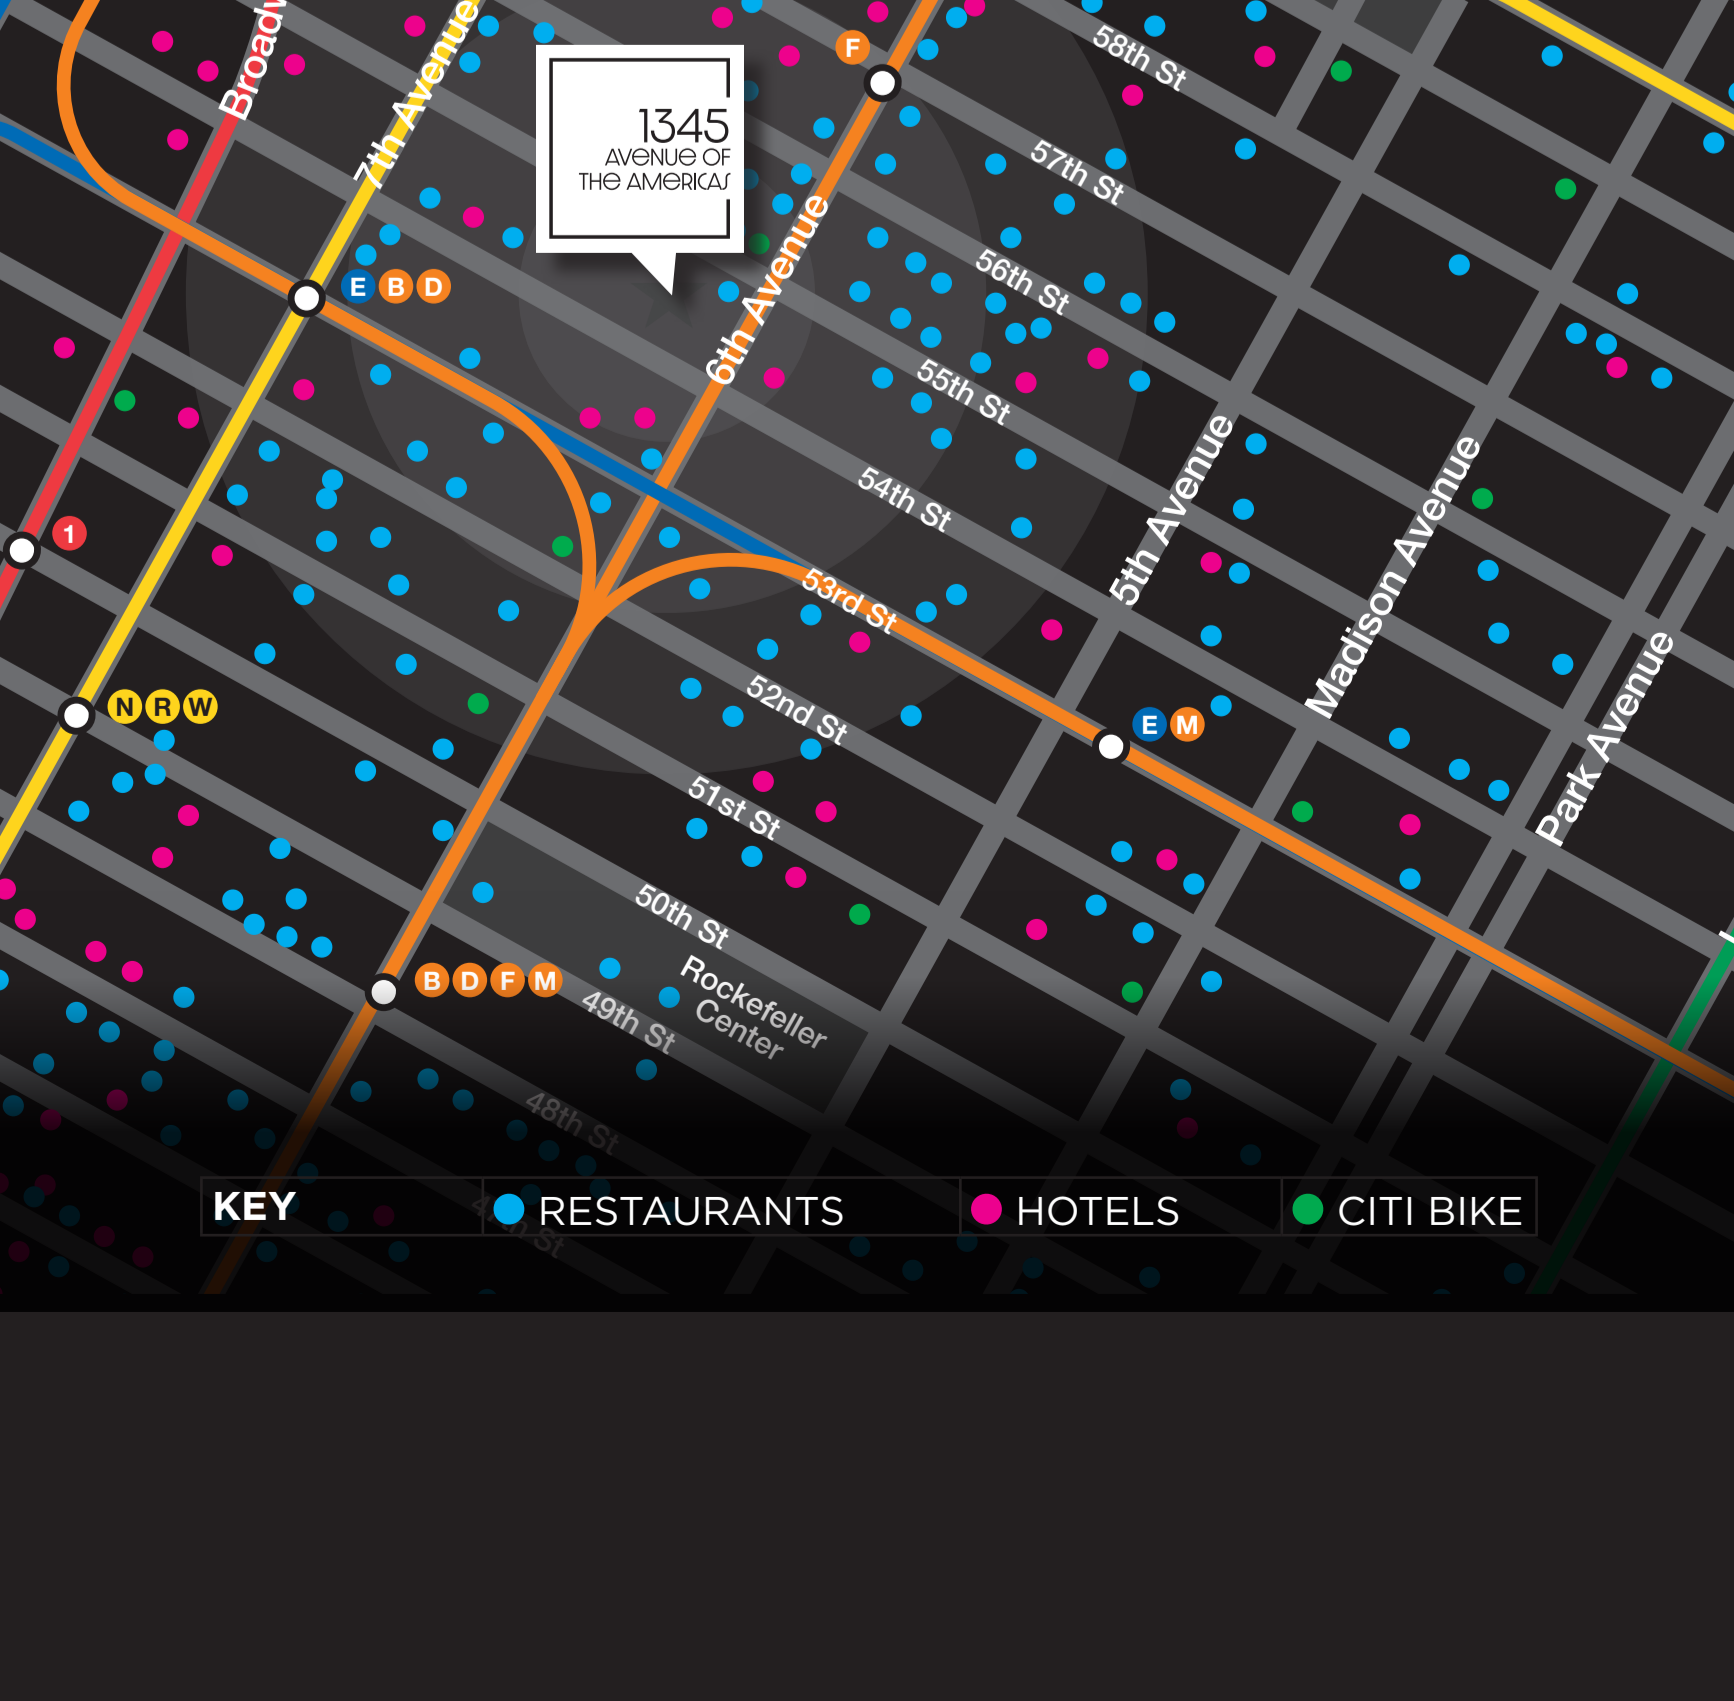 58th St
Broadw
7th Avenue
F
1345
AVENUE OF
THE AMERICAS
57th St
6th Avenue
56th St
E B D
55th St
5th Avenue
Madison Avenue
54th St
1
53rd St
Park Avenue
52nd St
N R W
E M
51st St
50th St
Rockefeller
Center
B D F M
49th St
48th St
KEY
RESTAURANTS
HOTELS
CITI BIKE
47th St